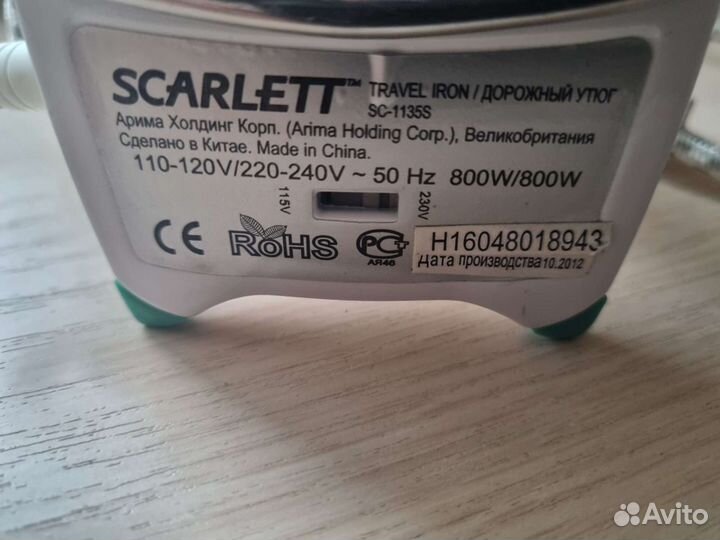 SCARLETT™ TRAVEL IRON / ДОРОЖНЫЙ УТЮГ
SC-1135S
Арима Холдинг Корп. (Arima Holding Corp.), Великобритания
Сделано в Китае. Made in China.
110-120V/220-240V ~ 50 Hz 800W/800W
115V
230V
CE RoHS РСТ
АЯ46
H16048018943
Дата производства 10.2012
Avito